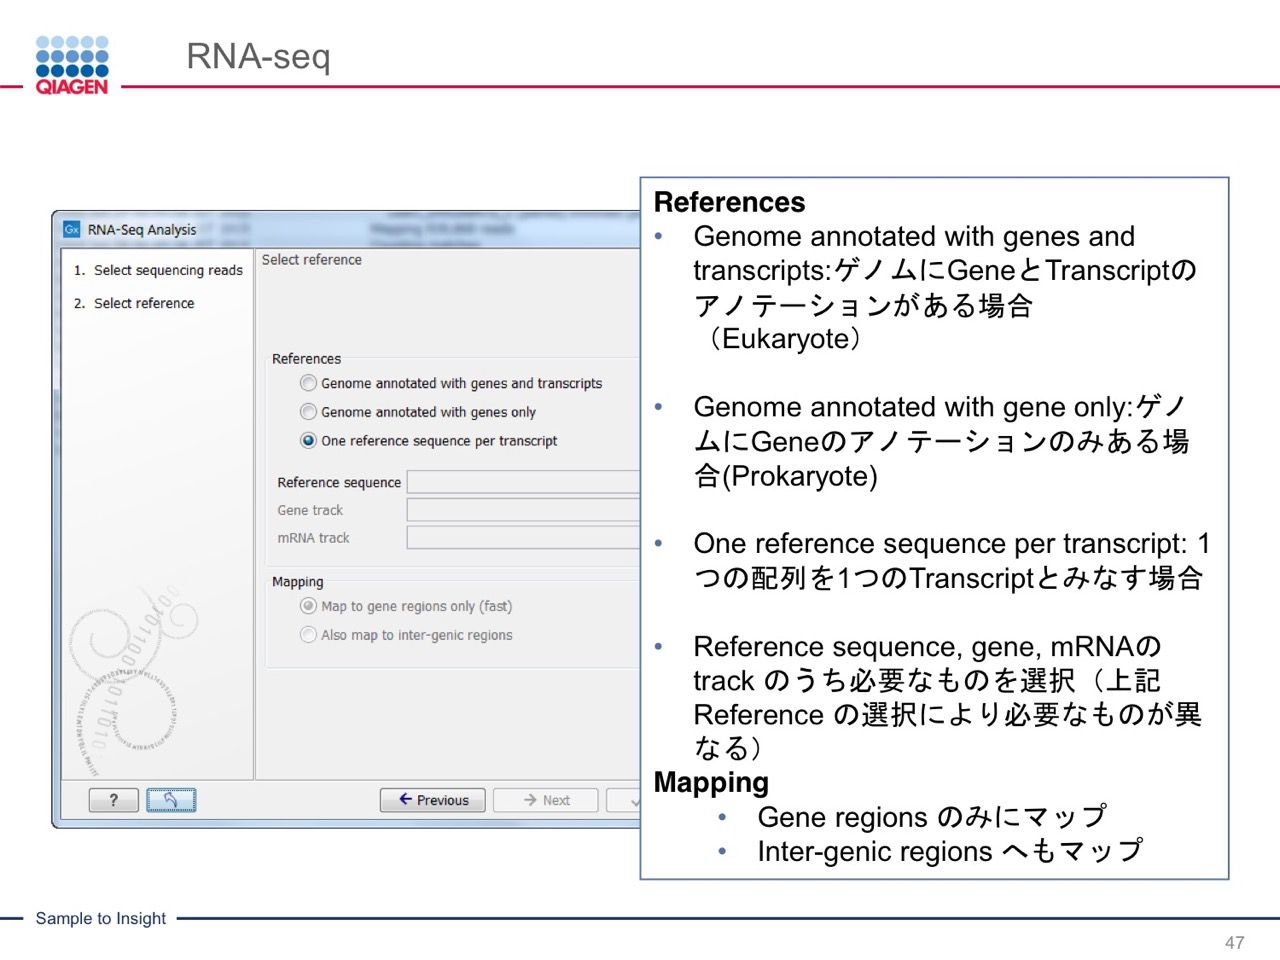 RNA-seq
QIAGEN
RNA-Seq Analysis
1. Select sequencing reads
2. Select reference
Select reference
References
Genome annotated with genes and transcripts
Genome annotated with genes only
One reference sequence per transcript
Reference sequence
Gene track
mRNA track
Mapping
Map to gene regions only (fast)
Also map to inter-genic regions
?
Previous
Next
References
• Genome annotated with genes and
transcripts:ゲノムにGeneとTranscriptの
アノテーションがある場合
（Eukaryote）
• Genome annotated with gene only:ゲノ
ムにGeneのアノテーションのみある場
合(Prokaryote)
• One reference sequence per transcript: 1
つの配列を1つのTranscriptとみなす場合
• Reference sequence, gene, mRNAの
track のうち必要なものを選択（上記
Reference の選択により必要なものが異
なる）
Mapping
• Gene regions のみにマップ
• Inter-genic regions へもマップ
Sample to Insight
47